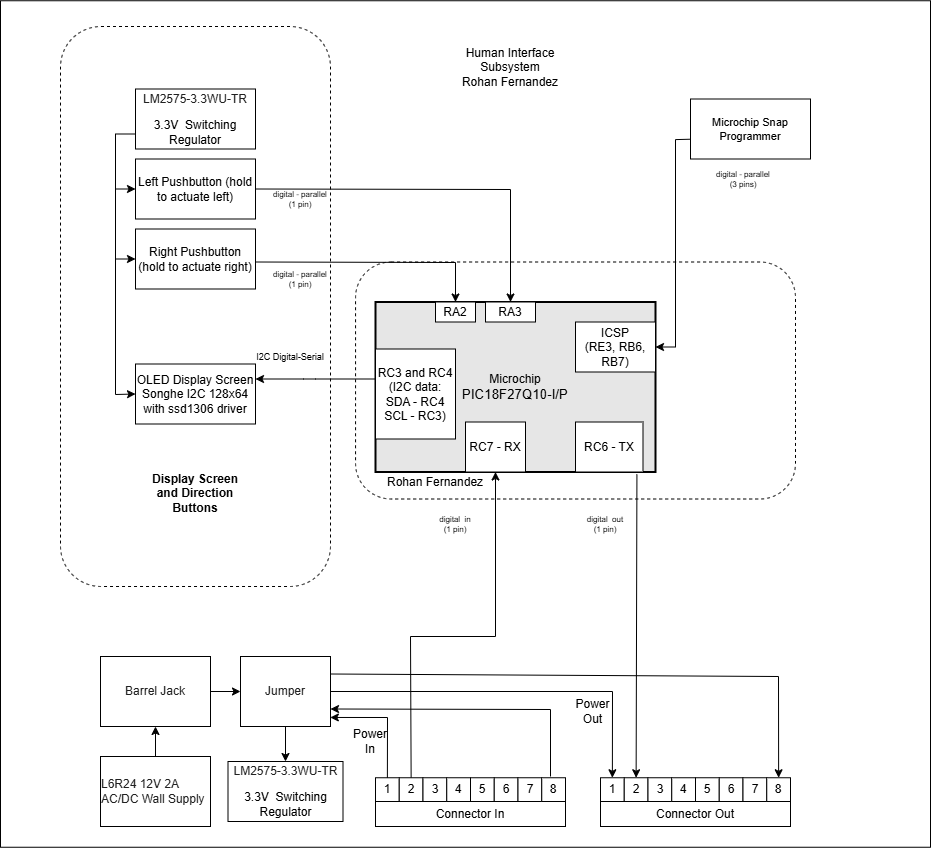 Human Interface
Subsystem
Rohan Fernandez
LM2575-3.3WU-TR
3.3V Switching
Regulator
Microchip Snap
Programmer
digital - parallel
(3 pins)
Left Pushbutton (hold
to actuate left)
digital - parallel
(1 pin)
Right Pushbutton
(hold to actuate right)
digital - parallel
(1 pin)
RA2
RA3
ICSP
(RE3, RB6,
RB7)
I2C Digital-Serial
OLED Display Screen
Songhe I2C 128x64
with ssd1306 driver
RC3 and RC4
(I2C data:
SDA - RC4
SCL - RC3)
Microchip
PIC18F27Q10-I/P
RC7 - RX
RC6 - TX
Rohan Fernandez
Display Screen
and Direction
Buttons
digital in
(1 pin)
digital out
(1 pin)
Barrel Jack
Jumper
Power
Out
Power
In
L6R24 12V 2A
AC/DC Wall Supply
LM2575-3.3WU-TR
3.3V Switching
Regulator
1 2 3 4 5 6 7 8
Connector In
1 2 3 4 5 6 7 8
Connector Out